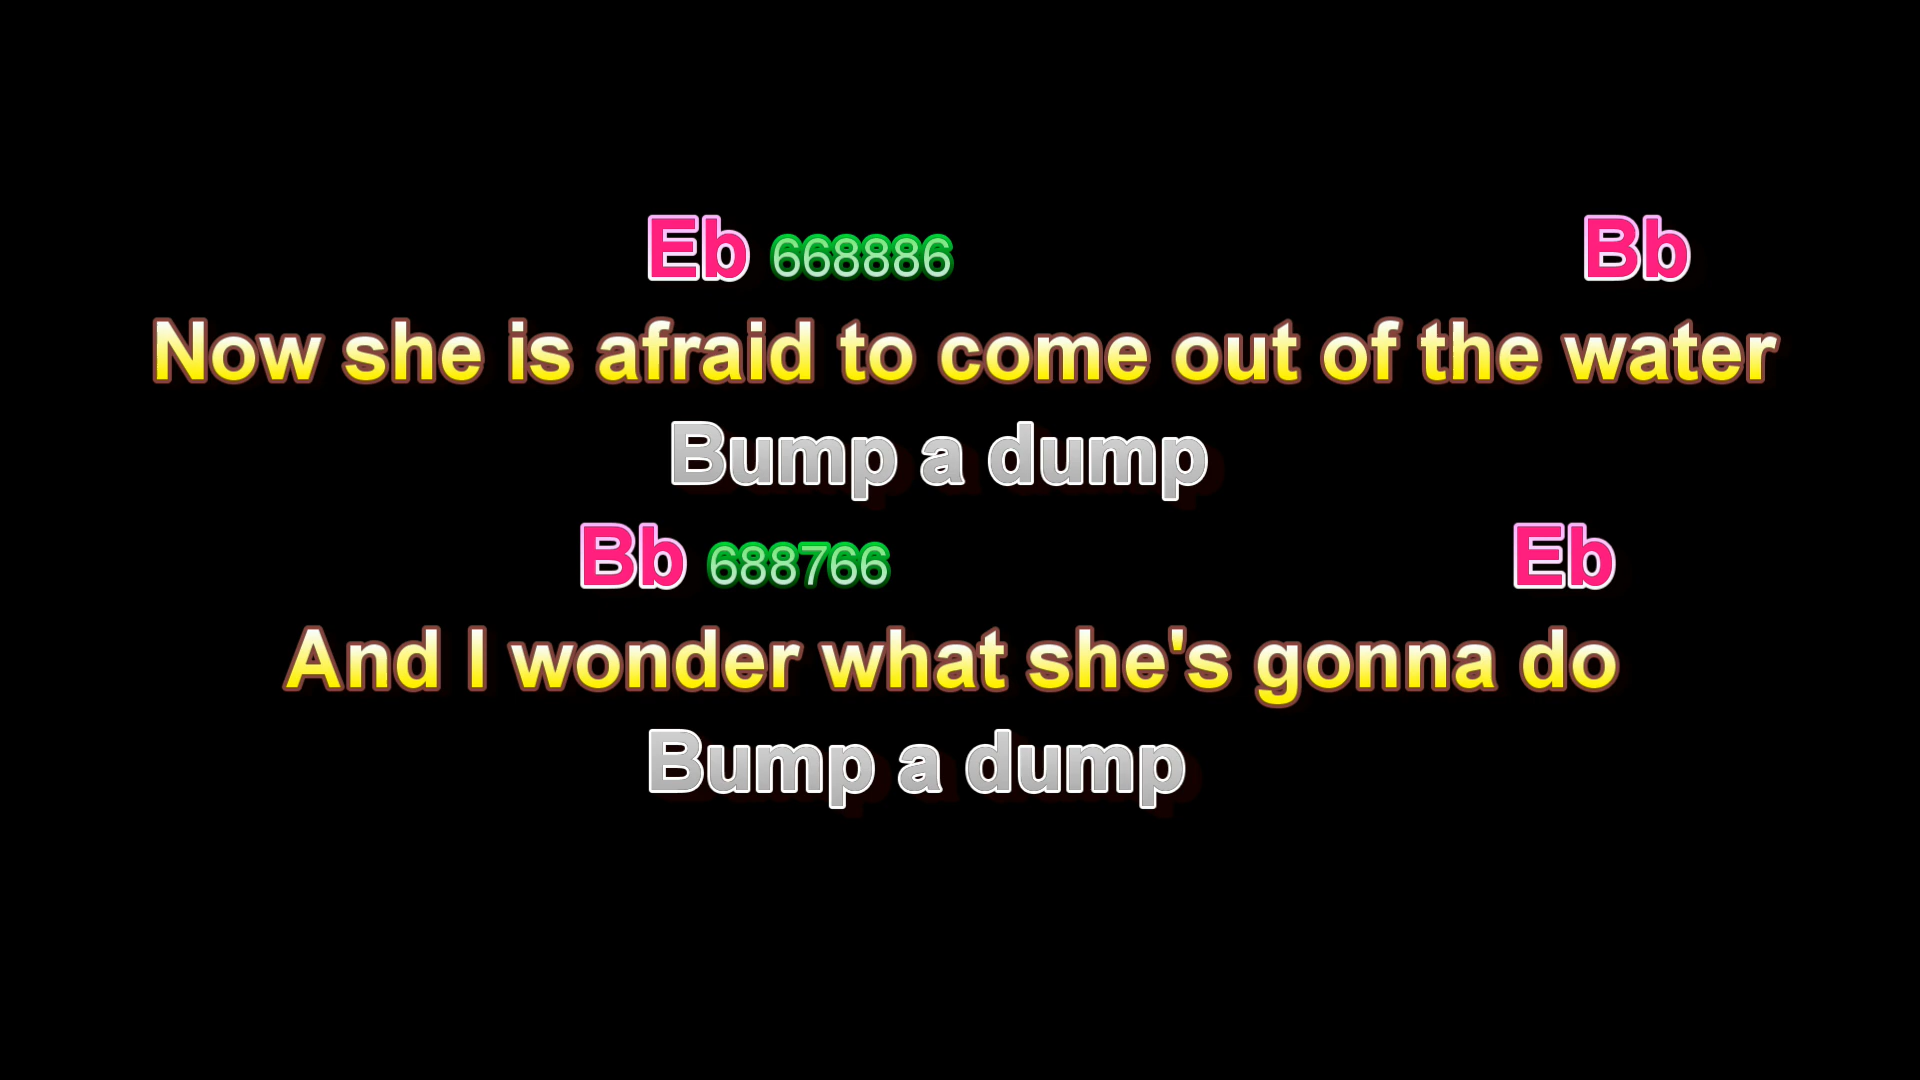 Eb 668886 Bb
Now she is afraid to come out of the water
Bump a dump
Bb 688766 Eb
And I wonder what she's gonna do
Bump a dump